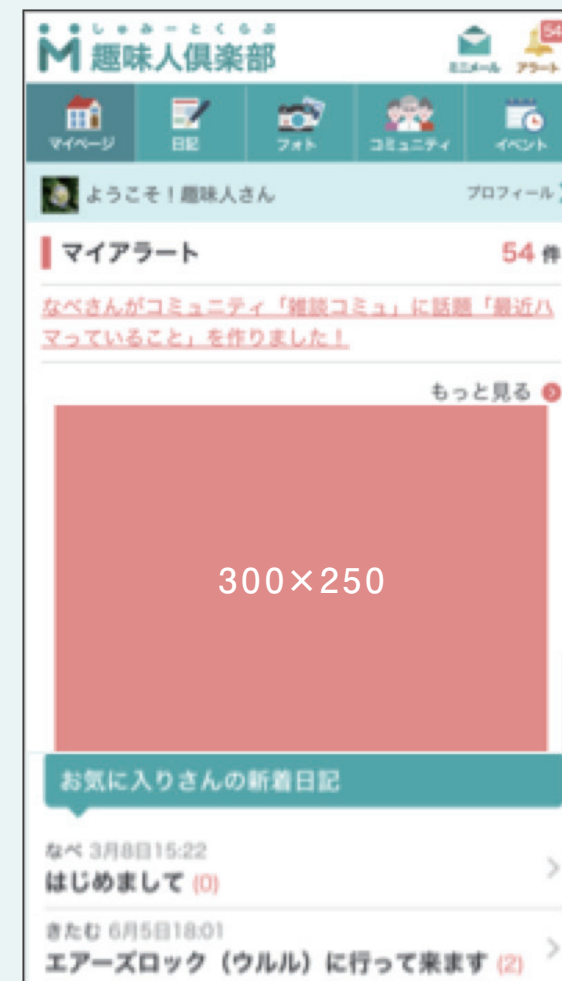 しゅみーとくらぶ
趣味人倶楽部
54
ミニメール
アラート
マイページ
日記
フォト
コミュニティ
イベント
ようこそ！趣味人さん
プロフィール
マイアラート
54 件
なべさんがコミュニティ「雑談コミュ」に話題「最近ハ
マっていること」を作りました！
もっと見る
300×250
お気に入りさんの新着日記
なべ 3月8日15:22
はじめまして (0)
きたむ 6月5日18:01
エアーズロック（ウルル）に行って来ます (2)